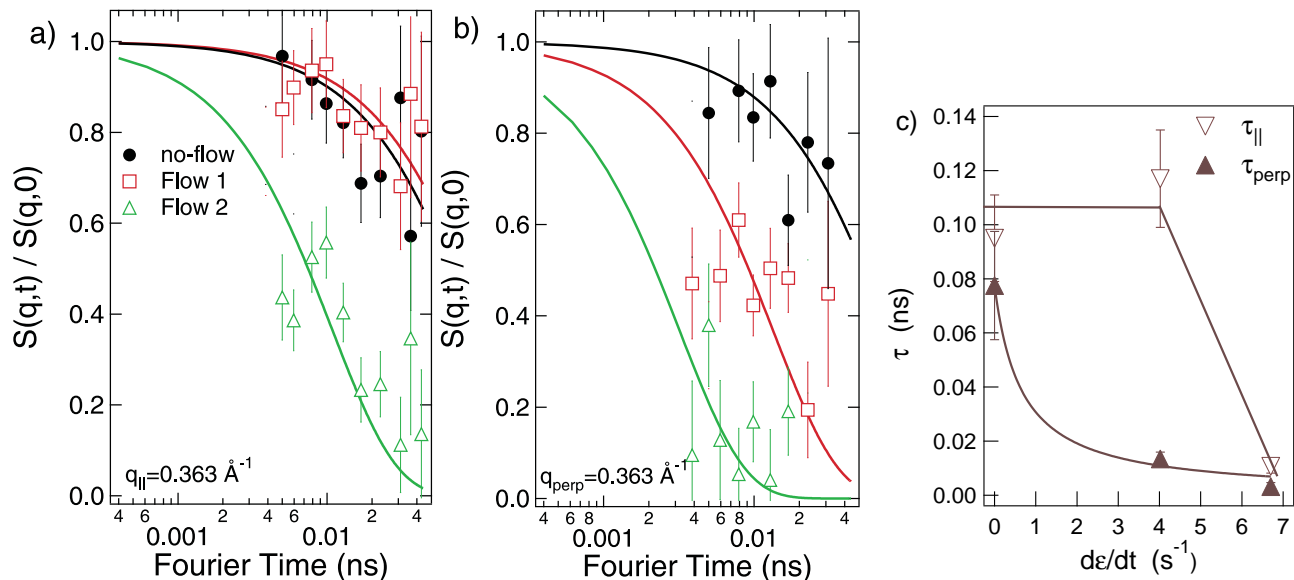 a)
S(q,t) / S(q,0)
1.0
0.8
0.6
0.4
0.2
0.0
no-flow
Flow 1
Flow 2
q||=0.363 Å-1
4 6 2 4 6 2 4
0.001 0.01
Fourier Time (ns)
b)
S(q,t) / S(q,0)
1.0
0.8
0.6
0.4
0.2
0.0
qperp=0.363 Å-1
4 6 8 2 4 6 8 2 4
0.001 0.01
Fourier Time (ns)
c)
τ||
τperp
τ (ns)
0.14
0.12
0.10
0.08
0.06
0.04
0.02
0.00
0 1 2 3 4 5 6 7
dε/dt (s-1)